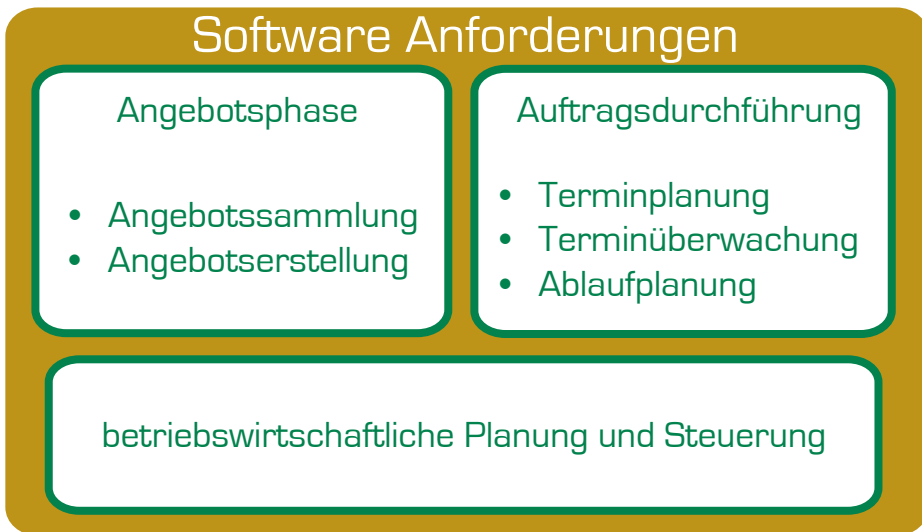 Software Anforderungen
Angebotsphase
• Angebotssammlung
• Angebotserstellung
Auftragsdurchführung
• Terminplanung
• Terminüberwachung
• Ablaufplanung
betriebswirtschaftliche Planung und Steuerung